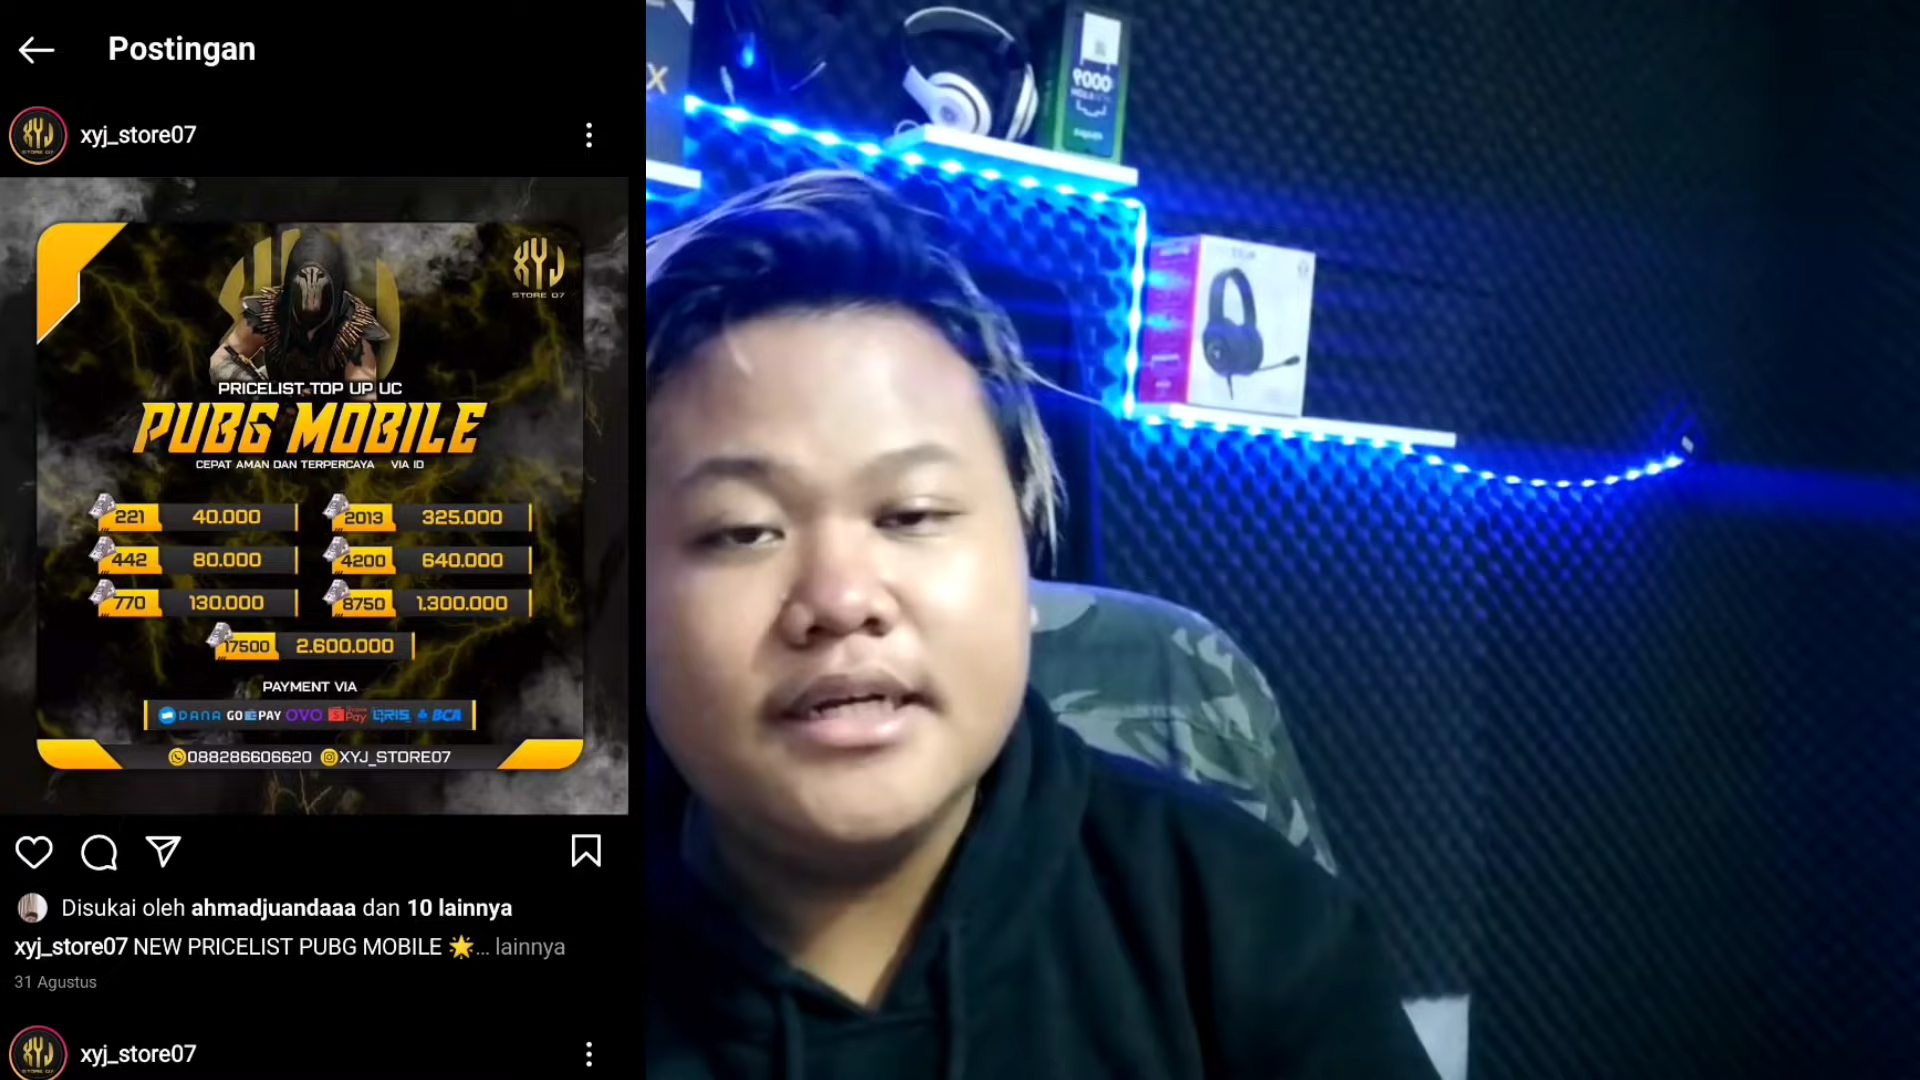 Postingan
xyj_store07
XYJ
STORE 07
PRICELIST TOP UP UC
PUBG MOBILE
CEPAT AMAN DAN TERPERCAYA VIA ID
221 40.000
2013 325.000
442 80.000
4200 640.000
770 130.000
8750 1.300.000
17500 2.600.000
PAYMENT VIA
DANA GOPAY OVO Pay QRIS BCA
088286606620 XYJ_STORE07
Disukai oleh ahmadjuandaaa dan 10 lainnya
xyj_store07 NEW PRICELIST PUBG MOBILE 🌟... lainnya
31 Agustus
XYJ
xyj_store07
X
9000